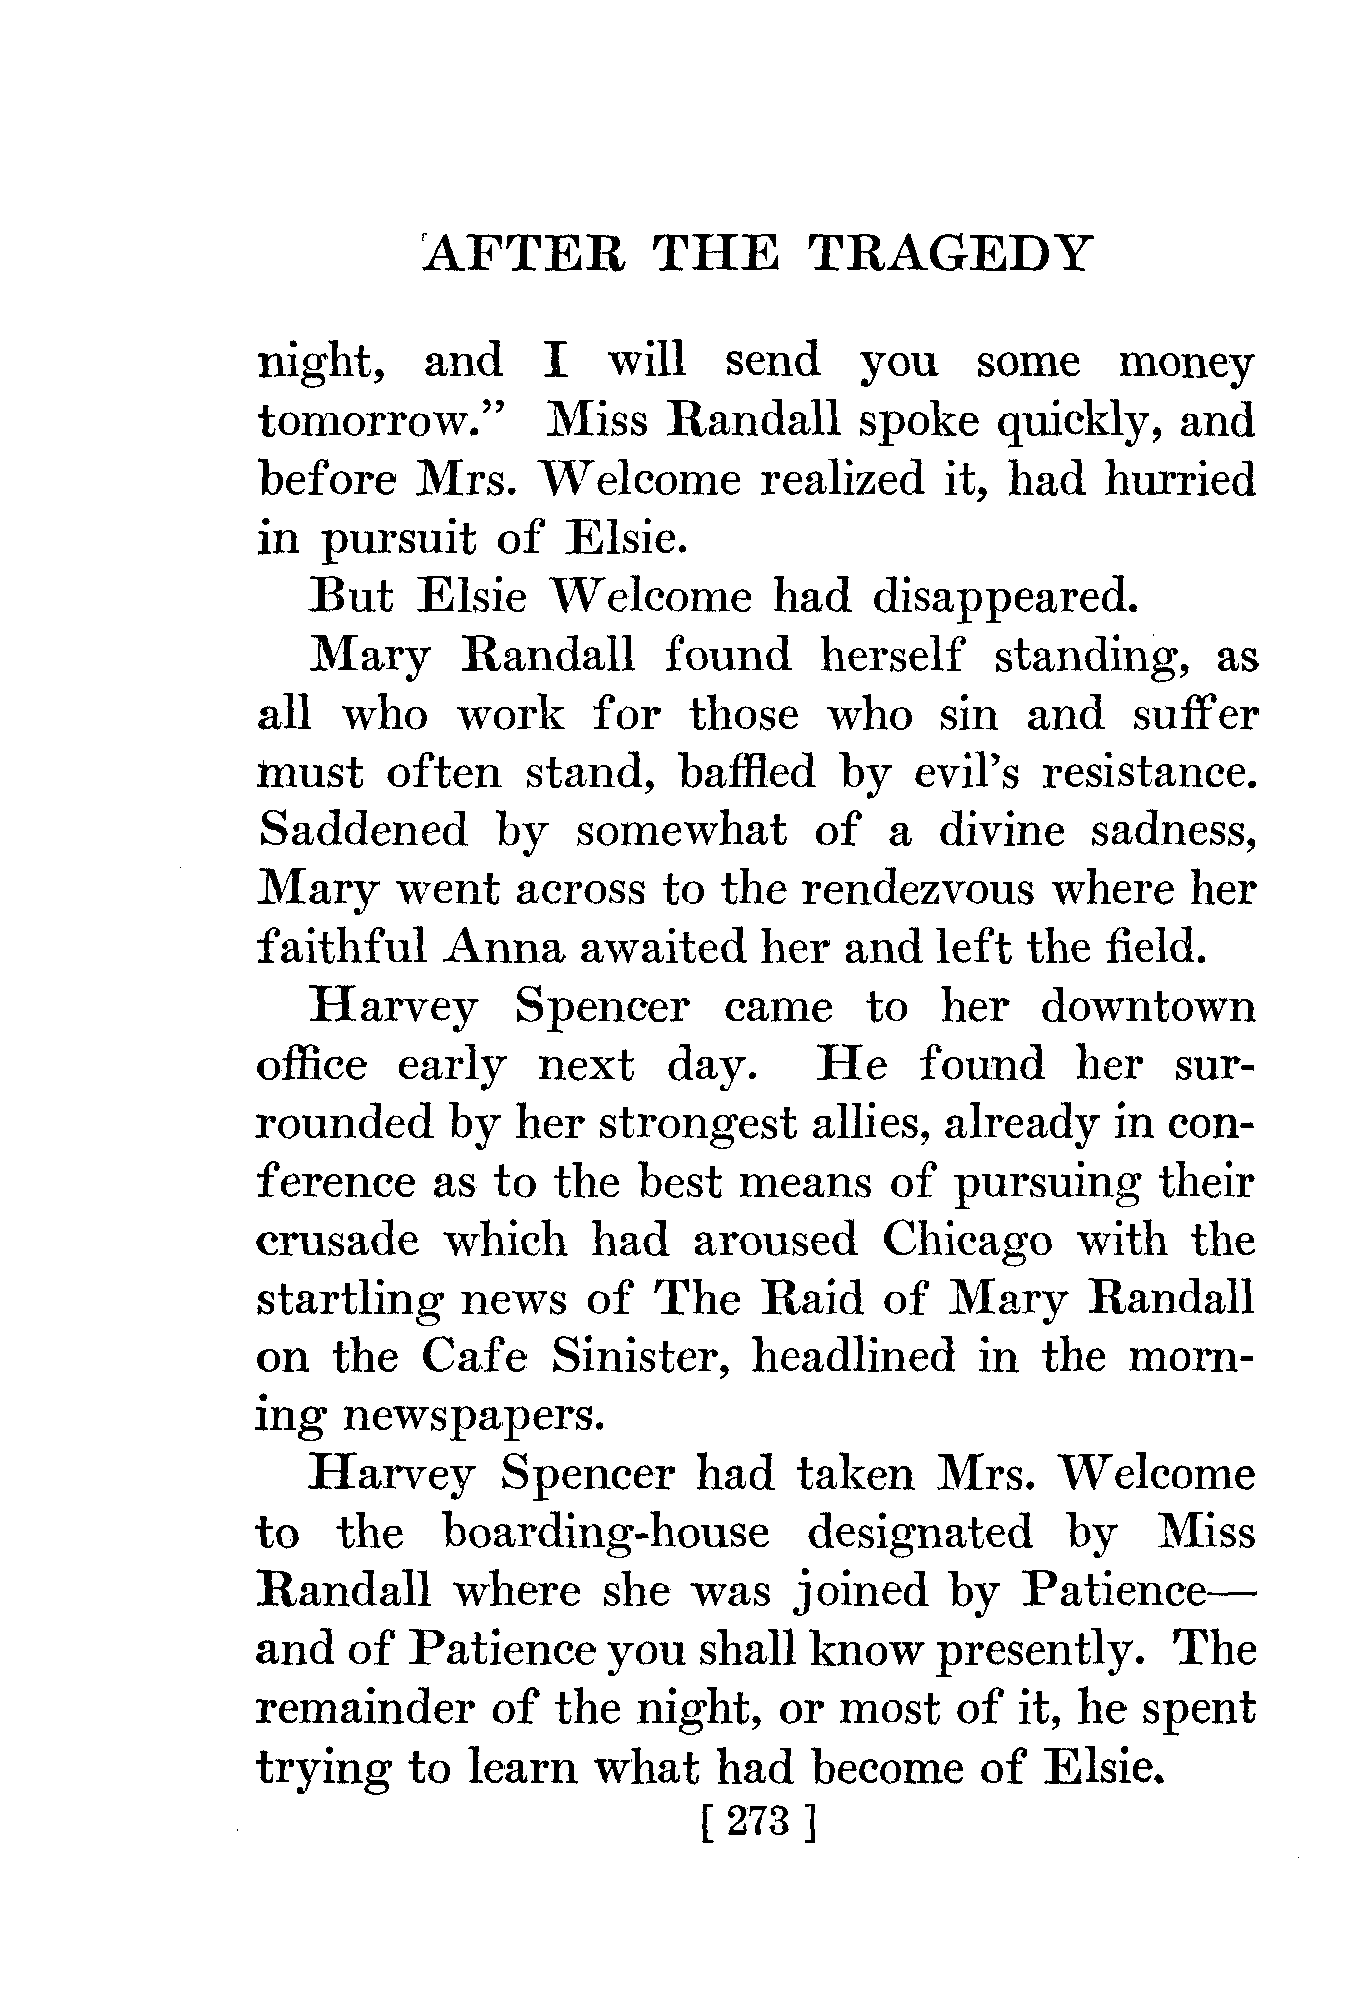 AFTER THE TRAGEDY
night, and I will send you some money
tomorrow.” Miss Randall spoke quickly, and
before Mrs. Welcome realized it, had hurried
in pursuit of Elsie.
But Elsie Welcome had disappeared.
Mary Randall found herself standing, as
all who work for those who sin and suffer
must often stand, baffled by evil’s resistance.
Saddened by somewhat of a divine sadness,
Mary went across to the rendezvous where her
faithful Anna awaited her and left the field.
Harvey Spencer came to her downtown
office early next day. He found her sur-
rounded by her strongest allies, already in con-
ference as to the best means of pursuing their
crusade which had aroused Chicago with the
startling news of The Raid of Mary Randall
on the Cafe Sinister, headlined in the morn-
ing newspapers.
Harvey Spencer had taken Mrs. Welcome
to the boarding-house designated by Miss
Randall where she was joined by Patience—
and of Patience you shall know presently. The
remainder of the night, or most of it, he spent
trying to learn what had become of Elsie.
[ 273 ]